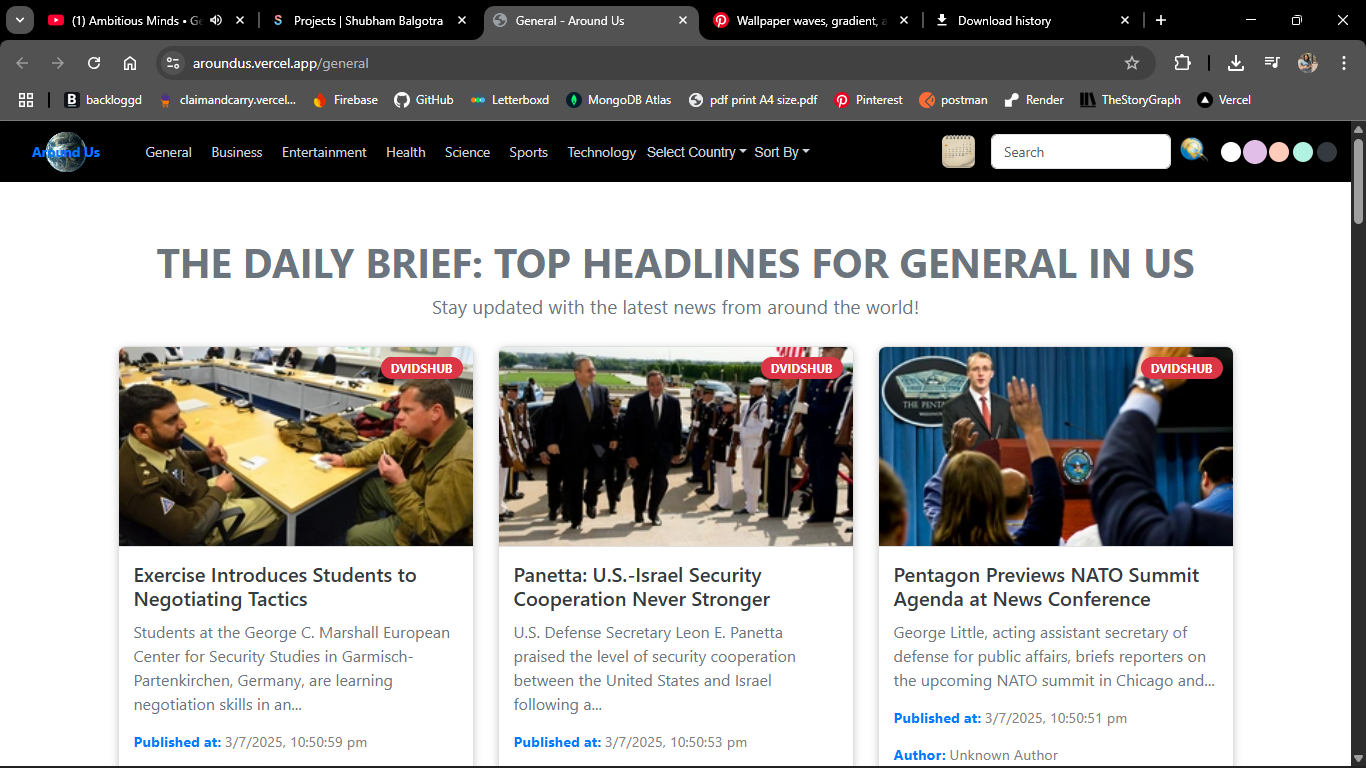 (1) Ambitious Minds • Ge
Projects | Shubham Balgotra
General - Around Us
Wallpaper waves, gradient, a
Download history
aroundus.vercel.app/general
backloggd
claimandcarry.vercel...
Firebase
GitHub
Letterboxd
MongoDB Atlas
pdf print A4 size.pdf
Pinterest
postman
Render
TheStoryGraph
Vercel
Around Us
General
Business
Entertainment
Health
Science
Sports
Technology
Select Country
Sort By
Search
THE DAILY BRIEF: TOP HEADLINES FOR GENERAL IN US
Stay updated with the latest news from around the world!
DVIDSHUB
Exercise Introduces Students to
Negotiating Tactics
Students at the George C. Marshall European
Center for Security Studies in Garmisch-
Partenkirchen, Germany, are learning
negotiation skills in an...
Published at: 3/7/2025, 10:50:59 pm
DVIDSHUB
Panetta: U.S.-Israel Security
Cooperation Never Stronger
U.S. Defense Secretary Leon E. Panetta
praised the level of security cooperation
between the United States and Israel
following a...
Published at: 3/7/2025, 10:50:53 pm
DVIDSHUB
THE PENTAGON
Pentagon Previews NATO Summit
Agenda at News Conference
George Little, acting assistant secretary of
defense for public affairs, briefs reporters on
the upcoming NATO summit in Chicago and...
Published at: 3/7/2025, 10:50:51 pm
Author: Unknown Author